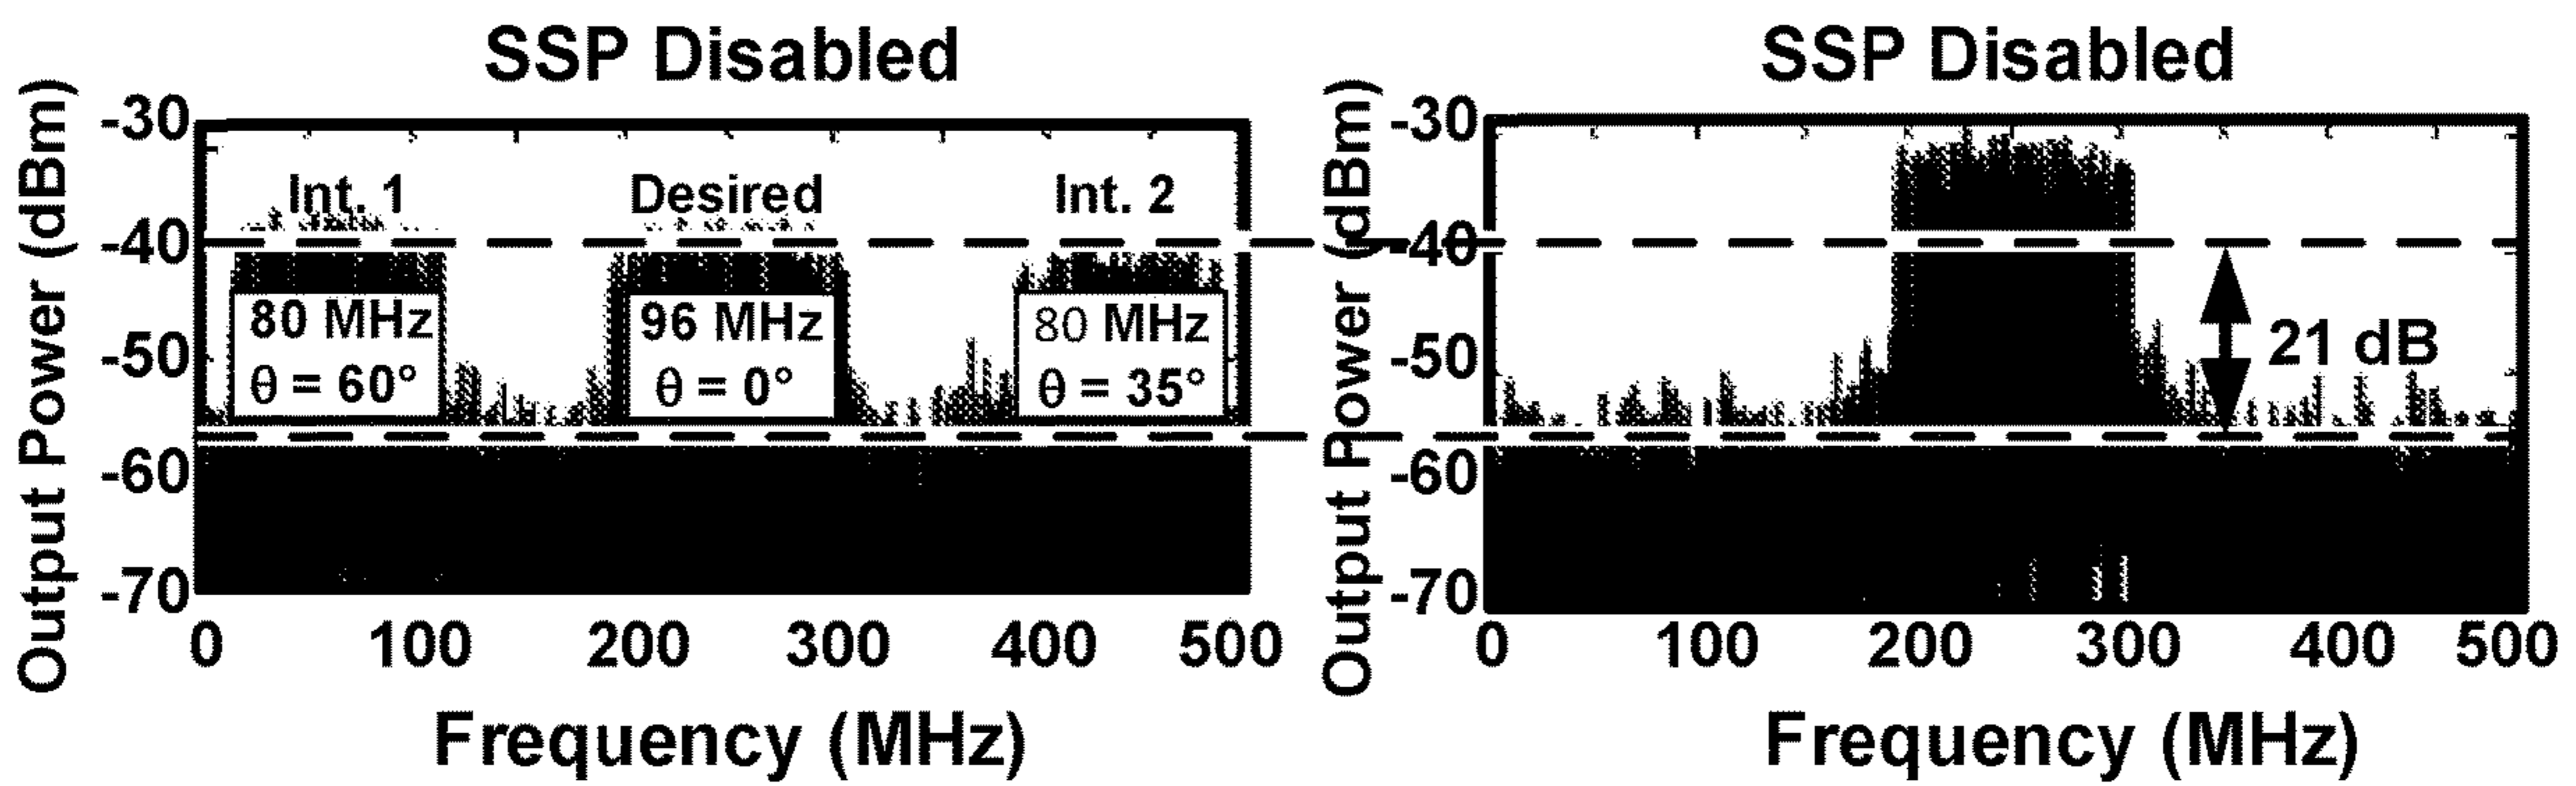 SSP Disabled
Output Power (dBm)
-30
-40
-50
-60
-70
Int. 1
Desired
Int. 2
80 MHz
θ = 60°
96 MHz
θ = 0°
80 MHz
θ = 35°
0 100 200 300 400 500
Frequency (MHz)
SSP Disabled
Output Power (dBm)
-30
-40
-50
-60
-70
21 dB
0 100 200 300 400 500
Frequency (MHz)